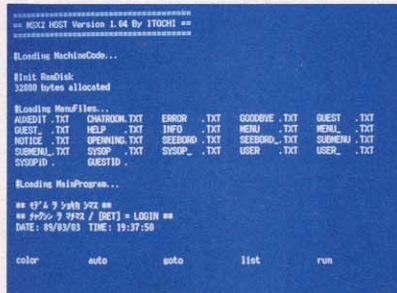 == MSX2 HOST Version 1.04 By ITOCHI ==
#Loading MachineCode...
#Init RamDisk
32000 bytes allocated
#Loading MenuFiles...
AUXEDIT .TXT CHATROOM.TXT ERROR .TXT GOODBYE .TXT GUEST .TXT
GUEST_ .TXT HELP .TXT INFO .TXT MENU .TXT MENU_ .TXT
NOTICE .TXT OPENNING.TXT SEEBORD .TXT SEEBORD_.TXT SUBMENU .TXT
SUBMENU_.TXT SYSOP .TXT SYSOP_ .TXT USER .TXT USER_ .TXT
SYSOPID . GUESTID .
#Loading MainProgram...
** モデム ヲ ショキカ シマス **
** チャクシン ヲ マチマス / [RET] = LOGIN **
DATE: 89/03/03 TIME: 19:37:50
color auto goto list run